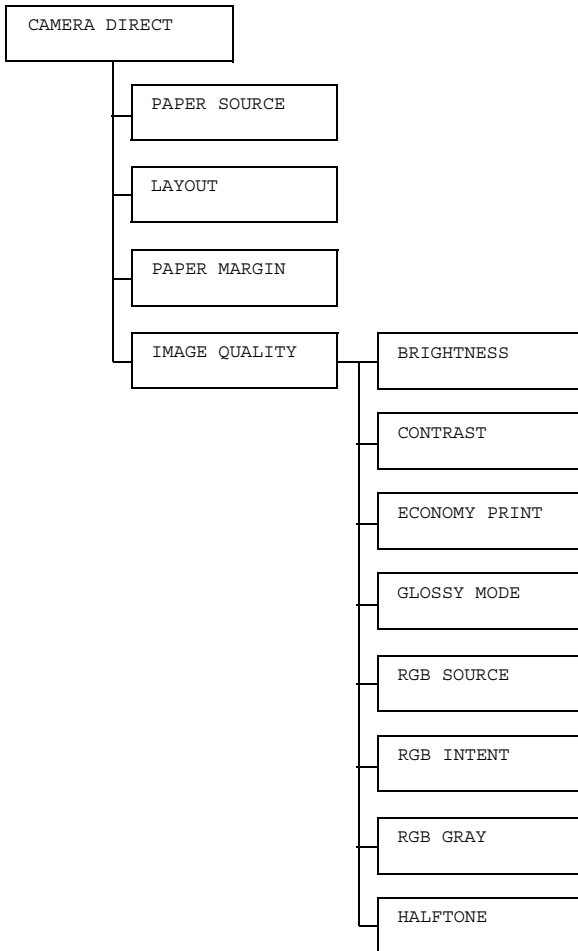 CAMERA DIRECT
PAPER SOURCE
LAYOUT
PAPER MARGIN
IMAGE QUALITY
BRIGHTNESS
CONTRAST
ECONOMY PRINT
GLOSSY MODE
RGB SOURCE
RGB INTENT
RGB GRAY
HALFTONE